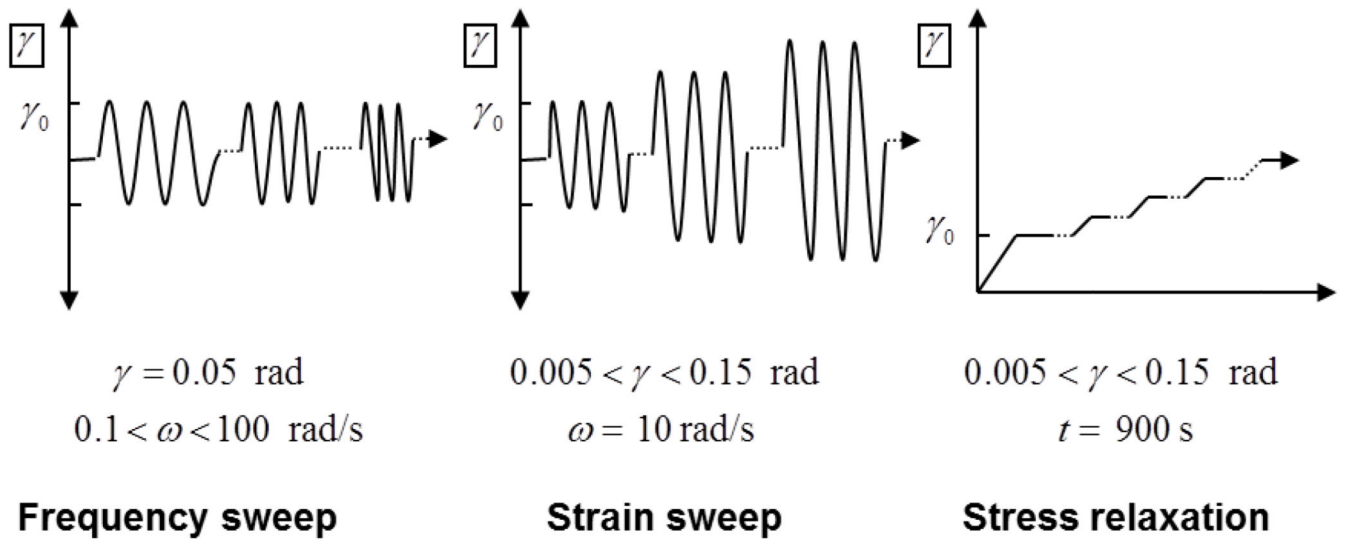 γ
γ₀
γ
γ₀
γ
γ₀
γ = 0.05 rad
0.1 < ω < 100 rad/s
0.005 < γ < 0.15 rad
ω = 10 rad/s
0.005 < γ < 0.15 rad
t = 900 s
Frequency sweep
Strain sweep
Stress relaxation